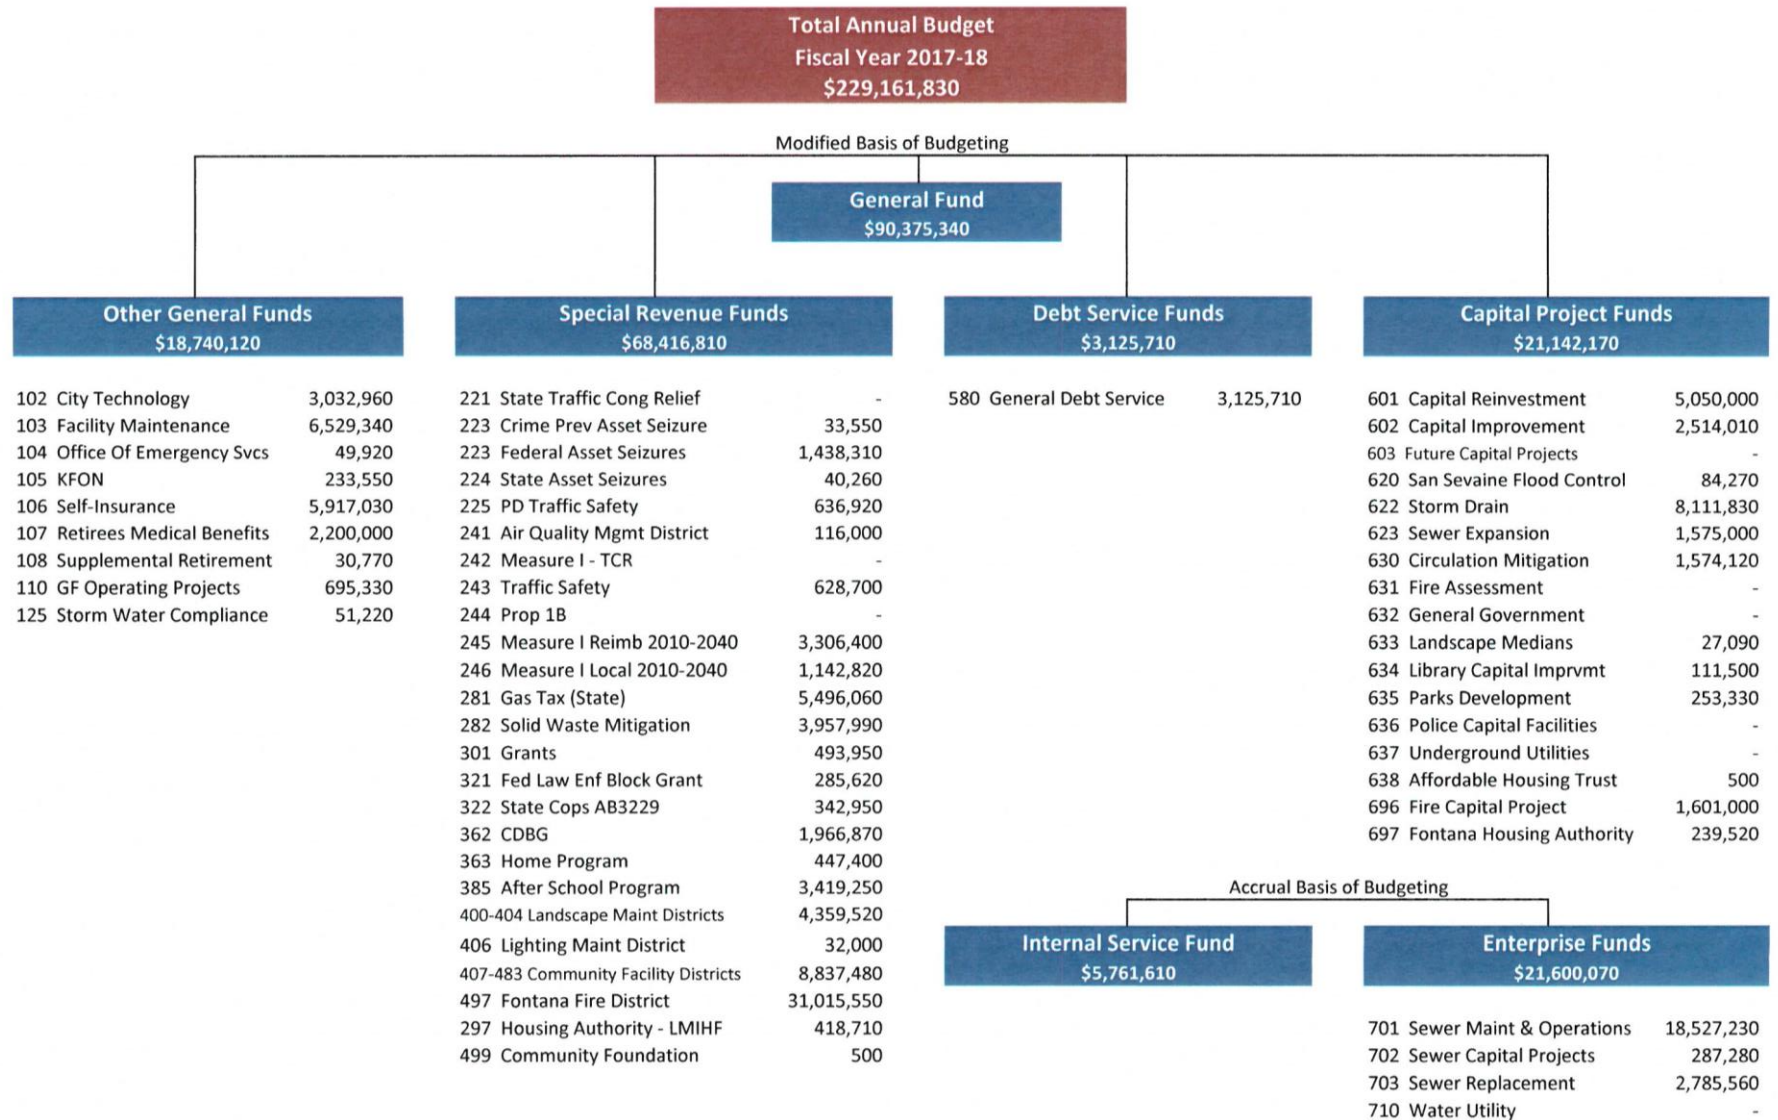 Total Annual Budget
Fiscal Year 2017-18
$229,161,830
Modified Basis of Budgeting
General Fund
$90,375,340
Other General Funds
$18,740,120
102 City Technology 3,032,960
103 Facility Maintenance 6,529,340
104 Office Of Emergency Svcs 49,920
105 KFON 233,550
106 Self-Insurance 5,917,030
107 Retirees Medical Benefits 2,200,000
108 Supplemental Retirement 30,770
110 GF Operating Projects 695,330
125 Storm Water Compliance 51,220
Special Revenue Funds
$68,416,810
221 State Traffic Cong Relief -
223 Crime Prev Asset Seizure 33,550
223 Federal Asset Seizures 1,438,310
224 State Asset Seizures 40,260
225 PD Traffic Safety 636,920
241 Air Quality Mgmt District 116,000
242 Measure I - TCR -
243 Traffic Safety 628,700
244 Prop 1B -
245 Measure I Reimb 2010-2040 3,306,400
246 Measure I Local 2010-2040 1,142,820
281 Gas Tax (State) 5,496,060
282 Solid Waste Mitigation 3,957,990
301 Grants 493,950
321 Fed Law Enf Block Grant 285,620
322 State Cops AB3229 342,950
362 CDBG 1,966,870
363 Home Program 447,400
385 After School Program 3,419,250
400-404 Landscape Maint Districts 4,359,520
406 Lighting Maint District 32,000
407-483 Community Facility Districts 8,837,480
497 Fontana Fire District 31,015,550
297 Housing Authority - LMIHF 418,710
499 Community Foundation 500
Debt Service Funds
$3,125,710
580 General Debt Service 3,125,710
Capital Project Funds
$21,142,170
601 Capital Reinvestment 5,050,000
602 Capital Improvement 2,514,010
603 Future Capital Projects -
620 San Sevaine Flood Control 84,270
622 Storm Drain 8,111,830
623 Sewer Expansion 1,575,000
630 Circulation Mitigation 1,574,120
631 Fire Assessment -
632 General Government -
633 Landscape Medians 27,090
634 Library Capital Imprvmt 111,500
635 Parks Development 253,330
636 Police Capital Facilities -
637 Underground Utilities -
638 Affordable Housing Trust 500
696 Fire Capital Project 1,601,000
697 Fontana Housing Authority 239,520
Accrual Basis of Budgeting
Internal Service Fund
$5,761,610
Enterprise Funds
$21,600,070
701 Sewer Maint & Operations 18,527,230
702 Sewer Capital Projects 287,280
703 Sewer Replacement 2,785,560
710 Water Utility -